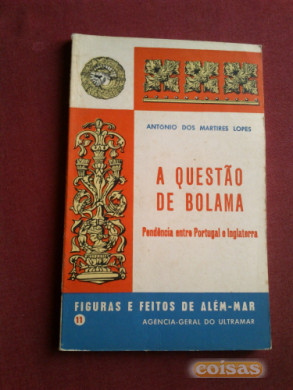 ANTONIO DOS MARTIRES LOPES
A QUESTÃO
DE BOLAMA
Pendência entre Portugal e Inglaterra
FIGURAS E FEITOS DE ALÉM-MAR
11
AGENCIA-GERAL DO ULTRAMAR
coisas